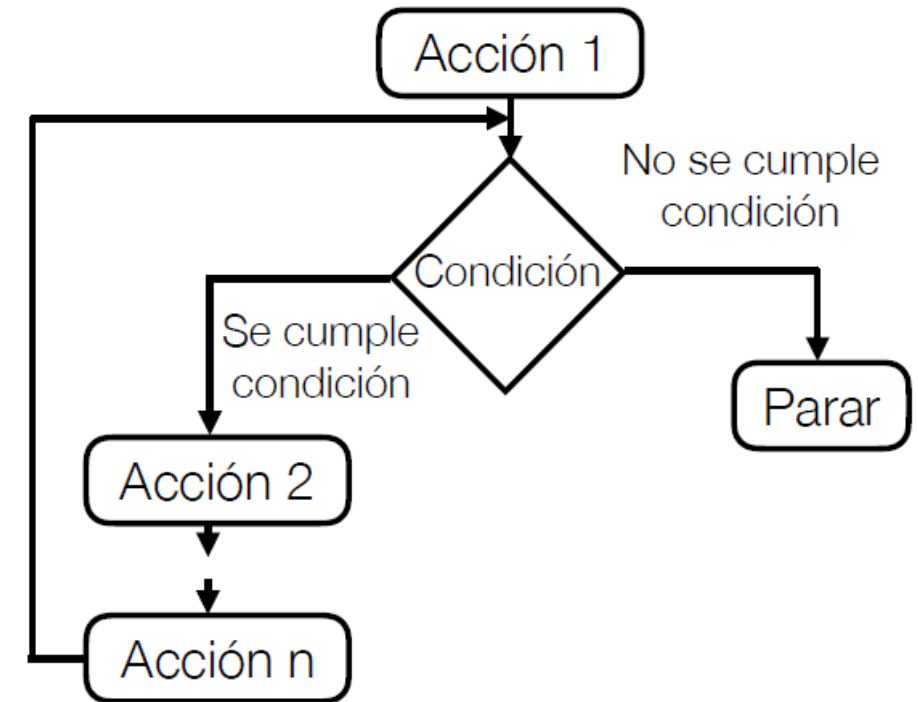 Acción 1
No se cumple
condición
Condición
Se cumple
condición
Parar
Acción 2
Acción n